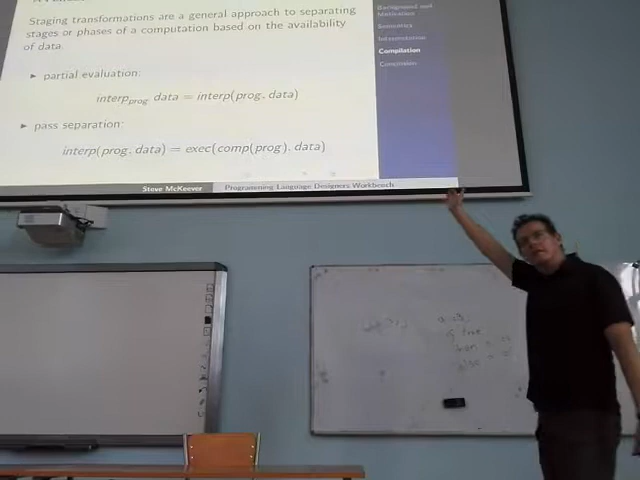 Staging transformations are a general approach to separating
stages or phases of a computation based on the availability
of data.
▸ partial evaluation:
interp_prog data = interp(prog, data)
▸ pass separation:
interp(prog, data) = exec(comp(prog), data)
Background and
Motivation
Semantics
Interpretation
Compilation
Conclusion
Steve McKeever
Programming Language Designers Workbench